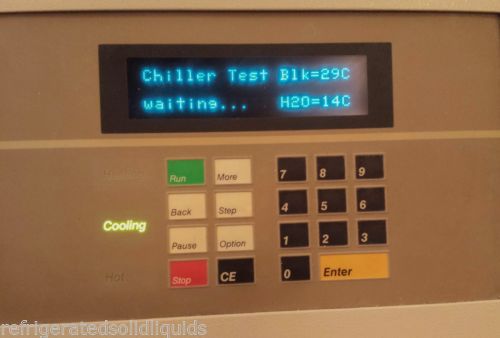 Chiller Test Blk=29C
waiting... H2O=14C
Run More 7 8 9
Back Step 4 5 6
Cooling
Pause Option 1 2 3
Hot
Stop CE 0 Enter
refrigeratedsolidliquids